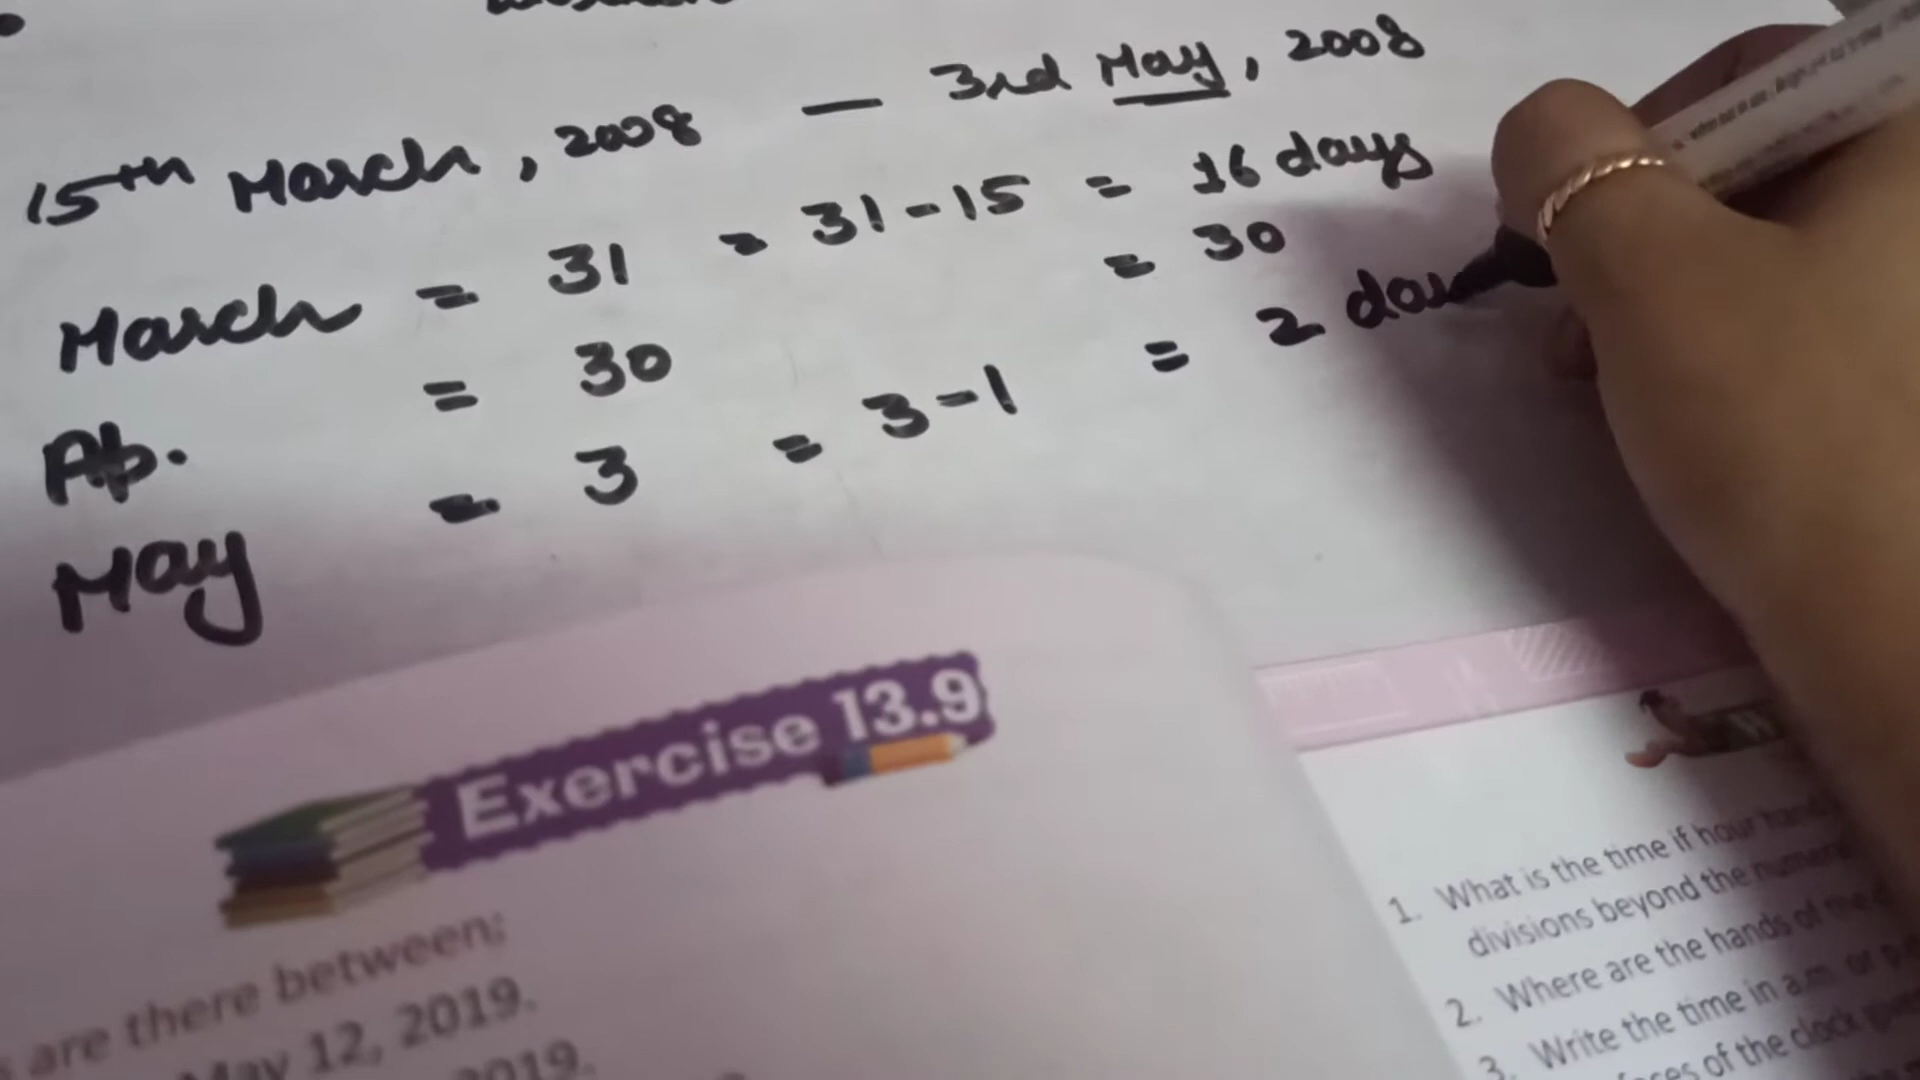 15th March, 2008 — 3rd May, 2008
March = 31 = 31-15 = 16 days
Ap. = 30 = 30
May = 3 = 3-1 = 2
Exercise 13.9
are there between:
May 12, 2019.
2019.
1. What is the time if hour hand
divisions beyond the
2. Where are the hands of the
3. Write the time in a.m. or
of the clock